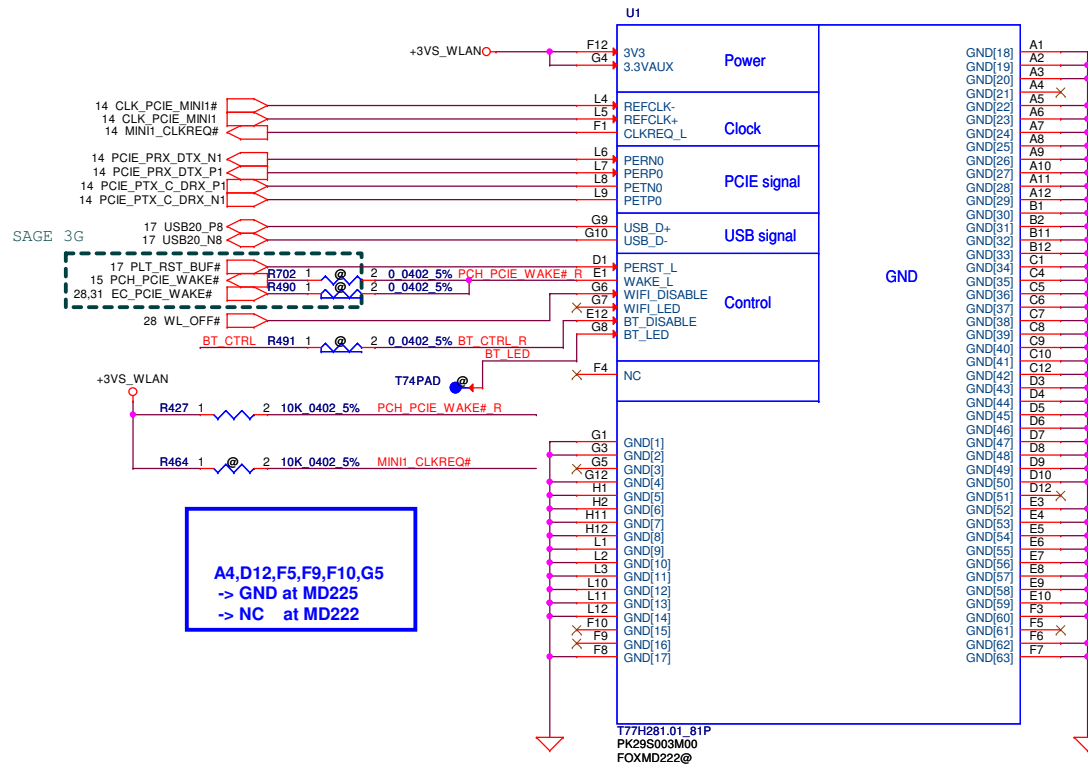 U1
+3VS_WLAN
F12 3V3
G4 3.3VAUX
Power
14 CLK_PCIE_MINI1# L4 REFCLK-
14 CLK_PCIE_MINI1 L5 REFCLK+
14 MINI1_CLKREQ# F1 CLKREQ_L
Clock
14 PCIE_PRX_DTX_N1 L6 PERN0
14 PCIE_PRX_DTX_P1 L7 PERP0
14 PCIE_PTX_C_DRX_P1 L8 PETN0
14 PCIE_PTX_C_DRX_N1 L9 PETP0
PCIE signal
17 USB20_P8 G9 USB_D+
17 USB20_N8 G10 USB_D-
USB signal
SAGE 3G
17 PLT_RST_BUF# D1 PERST_L
15 PCH_PCIE_WAKE# R702 1 @ 2 0_0402_5% PCH_PCIE_WAKE#_R E1 WAKE_L
28,31 EC_PCIE_WAKE# R490 1 @ 2 0_0402_5%
G6 WIFI_DISABLE
G7 WIFI_LED
28 WL_OFF#
E12 BT_DISABLE
G8 BT_LED
Control
BT_CTRL R491 1 @ 2 0_0402_5% BT_CTRL_R
BT_LED
F4 NC
T74PAD @
+3VS_WLAN
R427 1 2 10K_0402_5% PCH_PCIE_WAKE#_R
R464 1 @ 2 10K_0402_5% MINI1_CLKREQ#
A4,D12,F5,F9,F10,G5
-> GND at MD225
-> NC at MD222
G1 GND[1]
G3 GND[2]
G5 GND[3]
G12 GND[4]
H1 GND[5]
H2 GND[6]
H11 GND[7]
H12 GND[8]
L1 GND[9]
L2 GND[10]
L3 GND[11]
L10 GND[12]
L11 GND[13]
L12 GND[14]
F10 GND[15]
F9 GND[16]
F8 GND[17]
GND
GND[18] A1
GND[19] A2
GND[20] A3
GND[21] A4
GND[22] A5
GND[23] A6
GND[24] A7
GND[25] A8
GND[26] A9
GND[27] A10
GND[28] A11
GND[29] A12
GND[30] B1
GND[31] B2
GND[32] B11
GND[33] B12
GND[34] C1
GND[35] C4
GND[36] C5
GND[37] C6
GND[38] C7
GND[39] C8
GND[40] C9
GND[41] C10
GND[42] C12
GND[43] D3
GND[44] D4
GND[45] D5
GND[46] D6
GND[47] D7
GND[48] D8
GND[49] D9
GND[50] D10
GND[51] D12
GND[52] E3
GND[53] E4
GND[54] E5
GND[55] E6
GND[56] E7
GND[57] E8
GND[58] E9
GND[59] E10
GND[60] F3
GND[61] F5
GND[62] F6
GND[63] F7
T77H281.01_81P
PK29S003M00
FOXMD222@